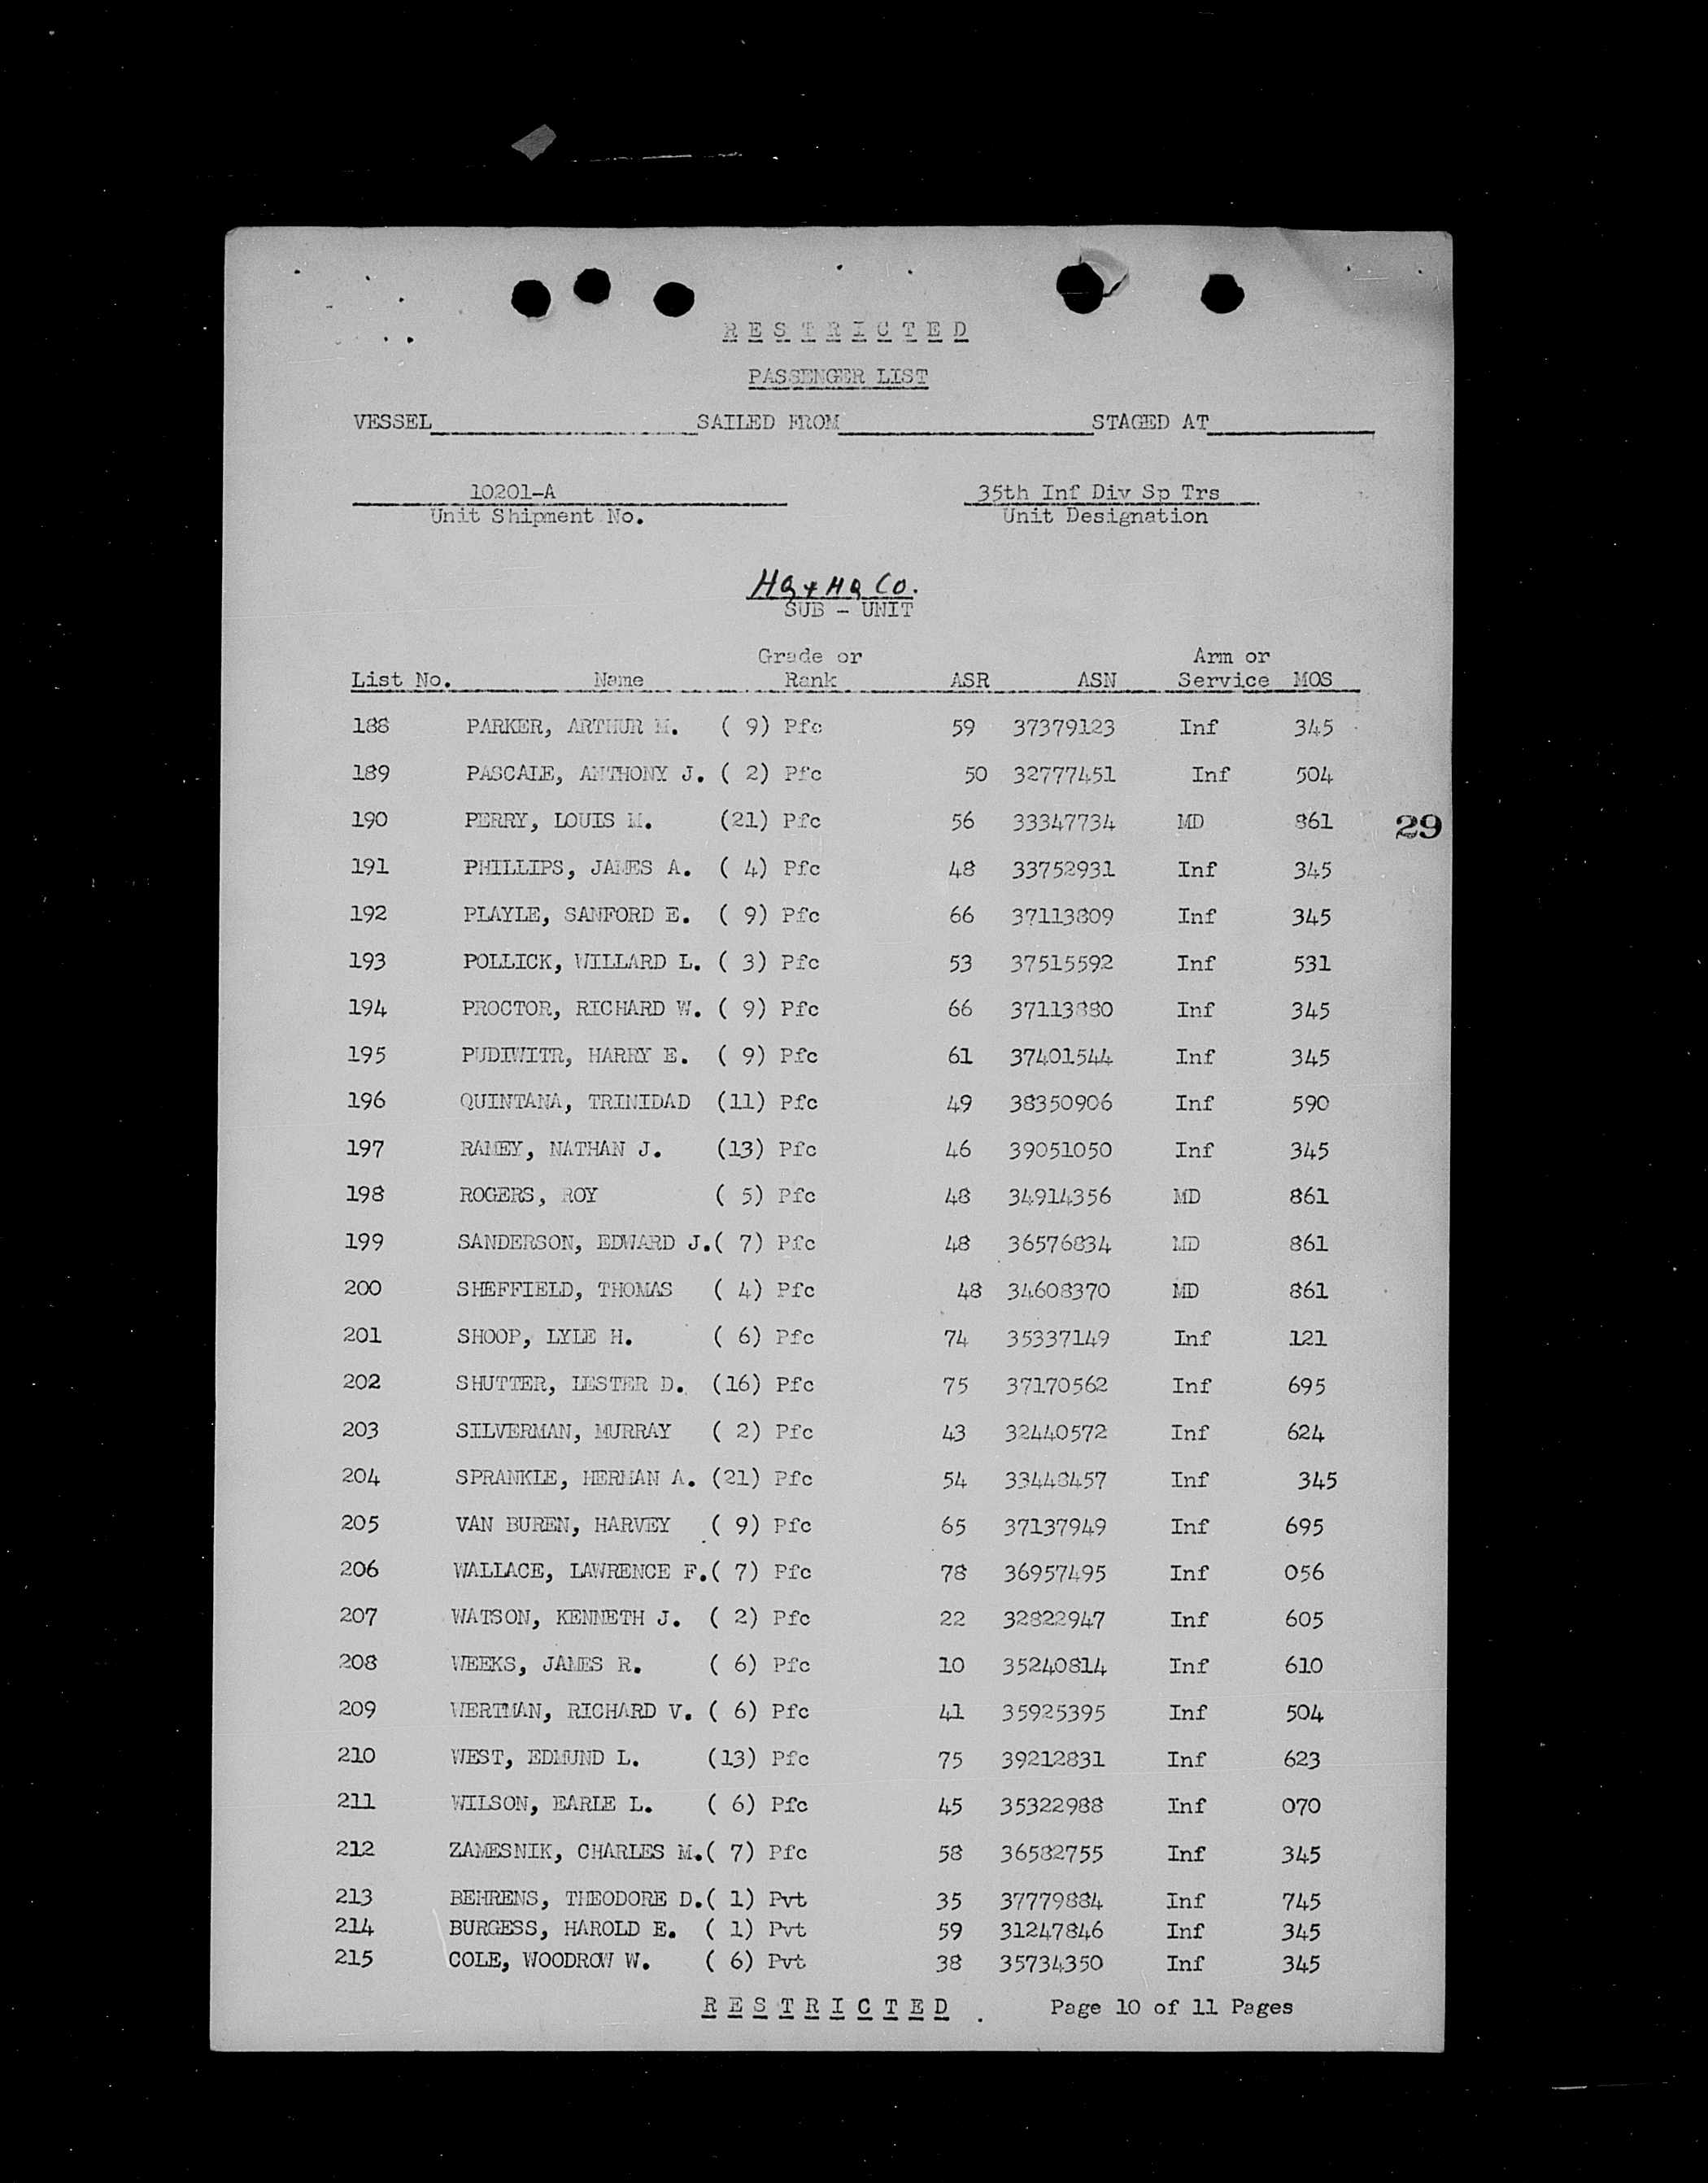 RESTRICTED
PASSENGER LIST
VESSEL SAILED FROM STAGED AT
10201-A 35th Inf Div Sp Trs
Unit Shipment No. Unit Designation
HQ & HQ Co.
SUB - UNIT
Grade or Arm or
List No. Name Rank ASR ASN Service MOS
188 PARKER, ARTHUR M. ( 9) Pfc 59 37379123 Inf 345
189 PASCALE, ANTHONY J. ( 2) Pfc 50 32777451 Inf 504
190 PERRY, LOUIS M. (21) Pfc 56 33347734 MD 861
29
191 PHILLIPS, JAMES A. ( 4) Pfc 48 33752931 Inf 345
192 PLAYLE, SANFORD E. ( 9) Pfc 66 37113809 Inf 345
193 POLLICK, WILLARD L. ( 3) Pfc 53 37515592 Inf 531
194 PROCTOR, RICHARD W. ( 9) Pfc 66 37113880 Inf 345
195 PUDIWITR, HARRY E. ( 9) Pfc 61 37401544 Inf 345
196 QUINTANA, TRINIDAD (11) Pfc 49 38350906 Inf 590
197 RAMEY, NATHAN J. (13) Pfc 46 39051050 Inf 345
198 ROGERS, ROY ( 5) Pfc 48 34914356 MD 861
199 SANDERSON, EDWARD J.( 7) Pfc 48 36576834 MD 861
200 SHEFFIELD, THOMAS ( 4) Pfc 48 34608370 MD 861
201 SHOOP, LYLE H. ( 6) Pfc 74 35337149 Inf 121
202 SHUTTER, LESTER D. (16) Pfc 75 37170562 Inf 695
203 SILVERMAN, MURRAY ( 2) Pfc 43 32440572 Inf 624
204 SPRANKLE, HERMAN A. (21) Pfc 54 33448457 Inf 345
205 VAN BUREN, HARVEY ( 9) Pfc 65 37137949 Inf 695
206 WALLACE, LAWRENCE F.( 7) Pfc 78 36957495 Inf 056
207 WATSON, KENNETH J. ( 2) Pfc 22 32822947 Inf 605
208 WEEKS, JAMES R. ( 6) Pfc 10 35240814 Inf 610
209 WERTMAN, RICHARD V. ( 6) Pfc 41 35925395 Inf 504
210 WEST, EDMUND L. (13) Pfc 75 39212831 Inf 623
211 WILSON, EARLE L. ( 6) Pfc 45 35322988 Inf 070
212 ZAMESNIK, CHARLES M.( 7) Pfc 58 36582755 Inf 345
213 BEHRENS, THEODORE D.( 1) Pvt 35 37779884 Inf 745
214 BURGESS, HAROLD E. ( 1) Pvt 59 31247846 Inf 345
215 COLE, WOODROW W. ( 6) Pvt 38 35734350 Inf 345
RESTRICTED Page 10 of 11 Pages